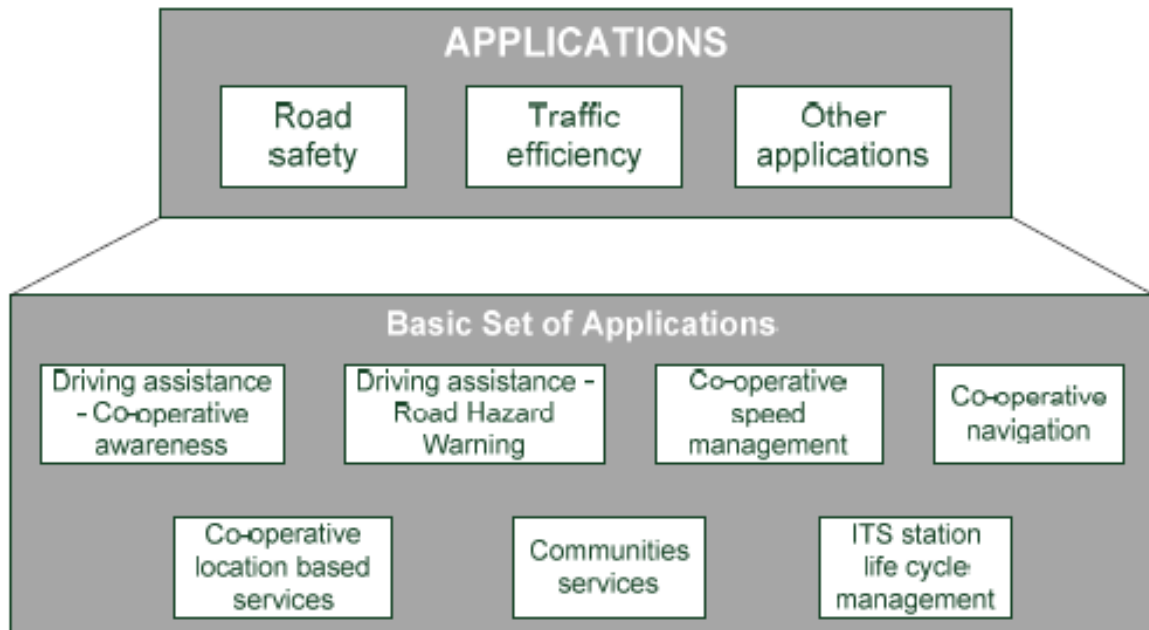 APPLICATIONS
Road
safety
Traffic
efficiency
Other
applications
Basic Set of Applications
Driving assistance
- Co-operative
awareness
Driving assistance -
Road Hazard
Warning
Co-operative
speed
management
Co-operative
navigation
Co-operative
location based
services
Communities
services
ITS station
life cycle
management